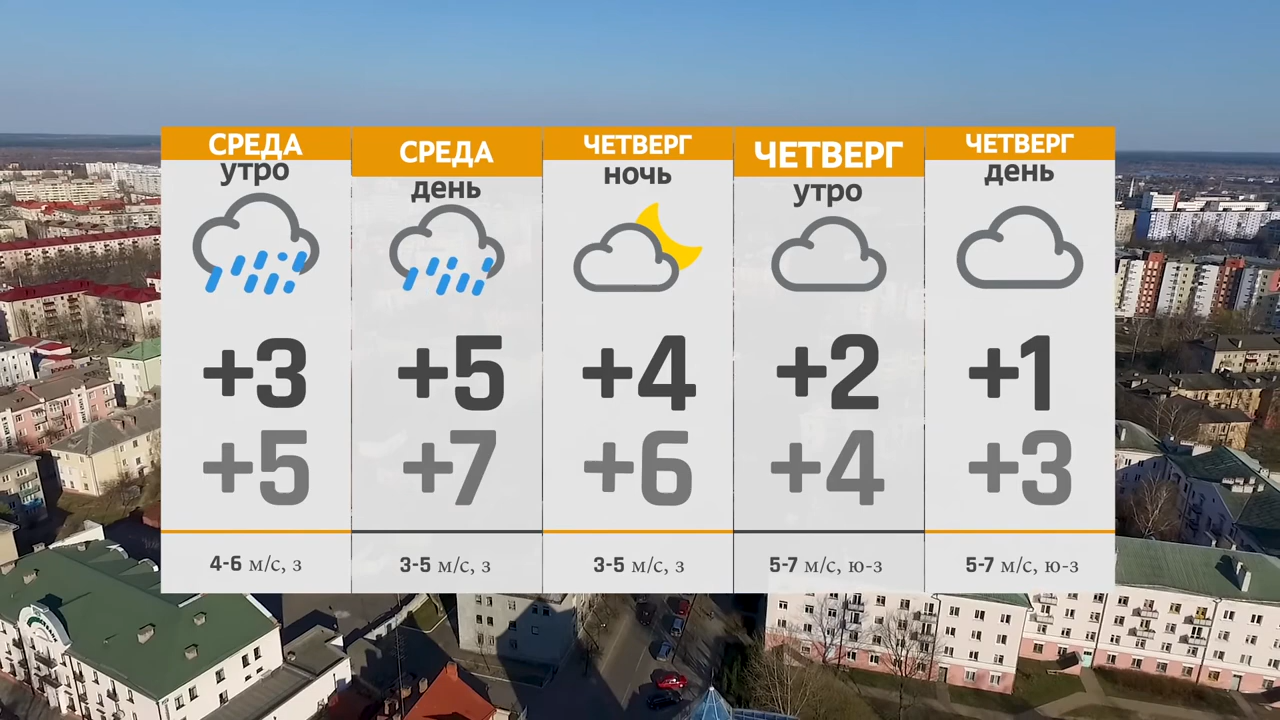 СРЕДА
утро
+3
+5
4-6 м/с, з
СРЕДА
день
+5
+7
3-5 м/с, з
ЧЕТВЕРГ
ночь
+4
+6
3-5 м/с, з
ЧЕТВЕРГ
утро
+2
+4
5-7 м/с, ю-з
ЧЕТВЕРГ
день
+1
+3
5-7 м/с, ю-з